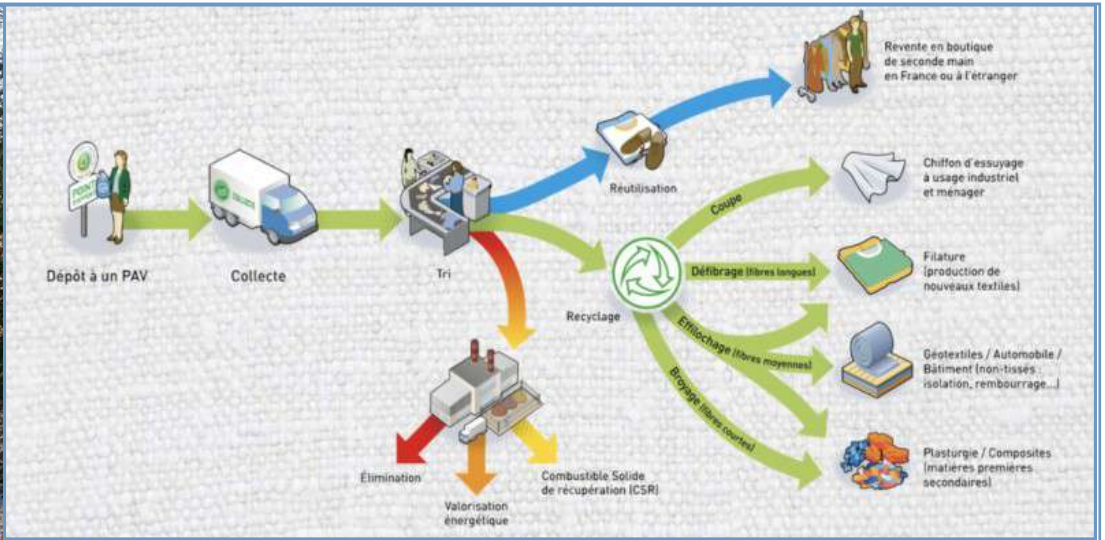 Revente en boutique
de seconde main
en France ou à l'étranger
POINT
COLLECTE
Réutilisation
Coupe
Chiffon d'essuyage
à usage industriel
et ménager
Dépôt à un PAV
Collecte
Tri
Défibrage (fibres longues)
Filature
(production de
nouveaux textiles)
Recyclage
Effilochage (fibres moyennes)
Géotextiles / Automobile /
Bâtiment (non-tissés :
isolation, rembourrage...)
Broyage (fibres courtes)
Plasturgie / Composites
(matières premières
secondaires)
Élimination
Combustible Solide
de récupération (CSR)
Valorisation
énergétique